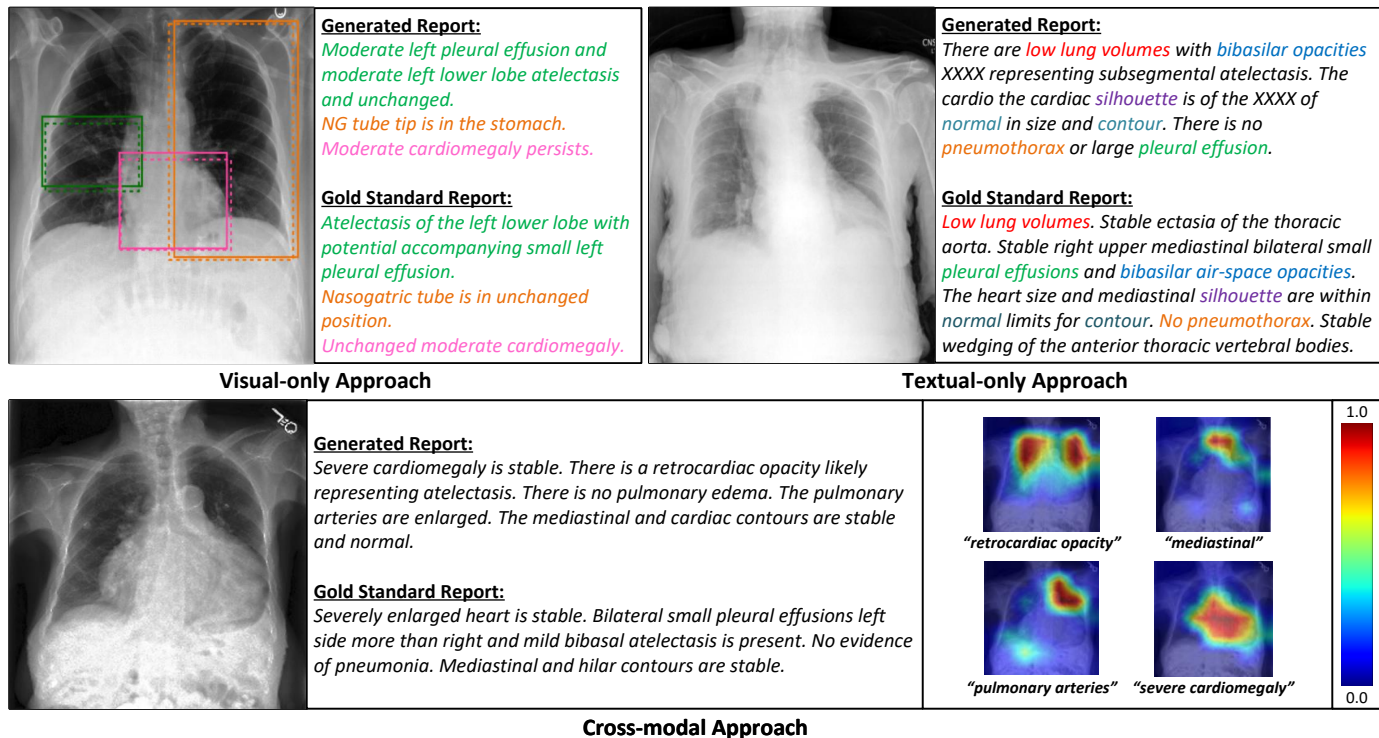 Generated Report:
Moderate left pleural effusion and
moderate left lower lobe atelectasis
and unchanged.
NG tube tip is in the stomach.
Moderate cardiomegaly persists.
Gold Standard Report:
Atelectasis of the left lower lobe with
potential accompanying small left
pleural effusion.
Nasogatric tube is in unchanged
position.
Unchanged moderate cardiomegaly.
Visual-only Approach
CNS
Generated Report:
There are low lung volumes with bibasilar opacities
XXXX representing subsegmental atelectasis. The
cardio the cardiac silhouette is of the XXXX of
normal in size and contour. There is no
pneumothorax or large pleural effusion.
Gold Standard Report:
Low lung volumes. Stable ectasia of the thoracic
aorta. Stable right upper mediastinal bilateral small
pleural effusions and bibasilar air-space opacities.
The heart size and mediastinal silhouette are within
normal limits for contour. No pneumothorax. Stable
wedging of the anterior thoracic vertebral bodies.
Textual-only Approach
Generated Report:
Severe cardiomegaly is stable. There is a retrocardiac opacity likely
representing atelectasis. There is no pulmonary edema. The pulmonary
arteries are enlarged. The mediastinal and cardiac contours are stable
and normal.
Gold Standard Report:
Severely enlarged heart is stable. Bilateral small pleural effusions left
side more than right and mild bibasal atelectasis is present. No evidence
of pneumonia. Mediastinal and hilar contours are stable.
“retrocardiac opacity”
“mediastinal”
“pulmonary arteries”
“severe cardiomegaly”
1.0
0.0
Cross-modal Approach